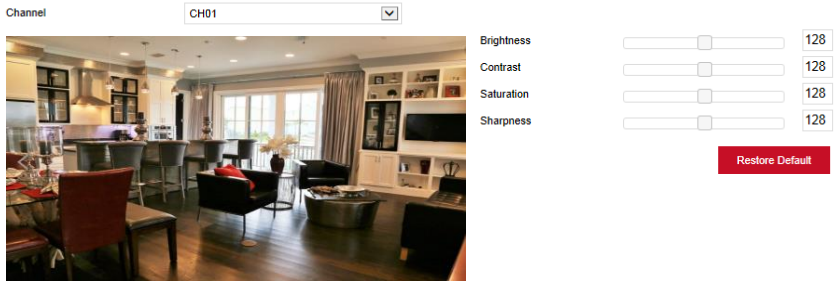 Channel CH01
Brightness 128
Contrast 128
Saturation 128
Sharpness 128
Restore Default